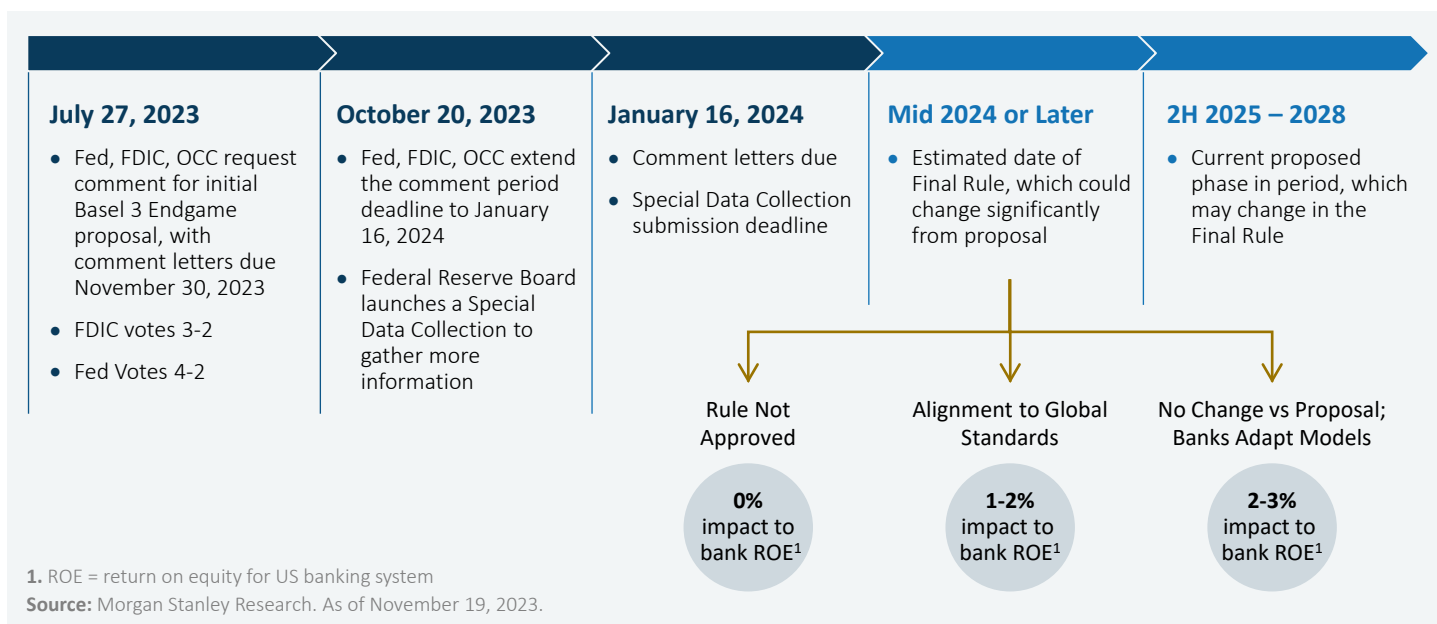 July 27, 2023
• Fed, FDIC, OCC request
comment for initial
Basel 3 Endgame
proposal, with
comment letters due
November 30, 2023
• FDIC votes 3-2
• Fed Votes 4-2
October 20, 2023
• Fed, FDIC, OCC extend
the comment period
deadline to January
16, 2024
• Federal Reserve Board
launches a Special
Data Collection to
gather more
information
January 16, 2024
• Comment letters due
• Special Data Collection
submission deadline
Mid 2024 or Later
• Estimated date of
Final Rule, which could
change significantly
from proposal
2H 2025 – 2028
• Current proposed
phase in period, which
may change in the
Final Rule
Rule Not
Approved
0%
impact to
bank ROE¹
Alignment to Global
Standards
1-2%
impact to
bank ROE¹
No Change vs Proposal;
Banks Adapt Models
2-3%
impact to
bank ROE¹
1. ROE = return on equity for US banking system
Source: Morgan Stanley Research. As of November 19, 2023.